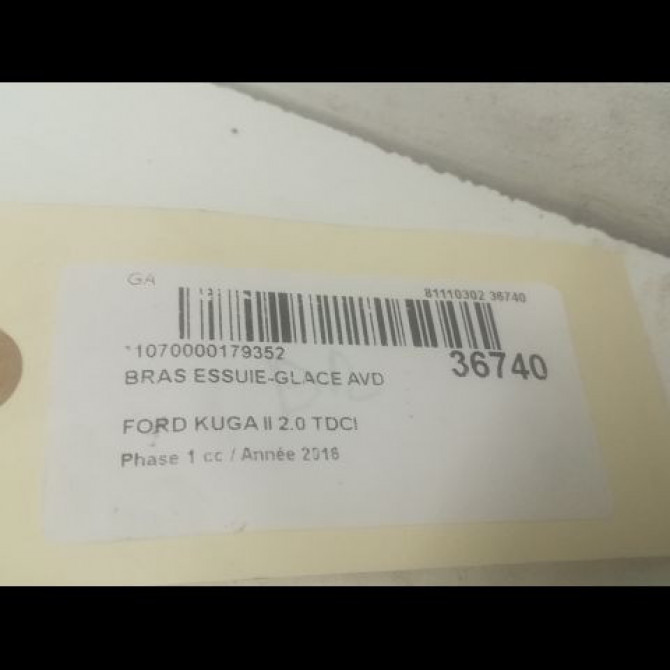 GA
81110302 36740
*1070000179352
36740
BRAS ESSUIE-GLACE AVD
FORD KUGA II 2.0 TDCI
Phase 1 cc / Année 2016